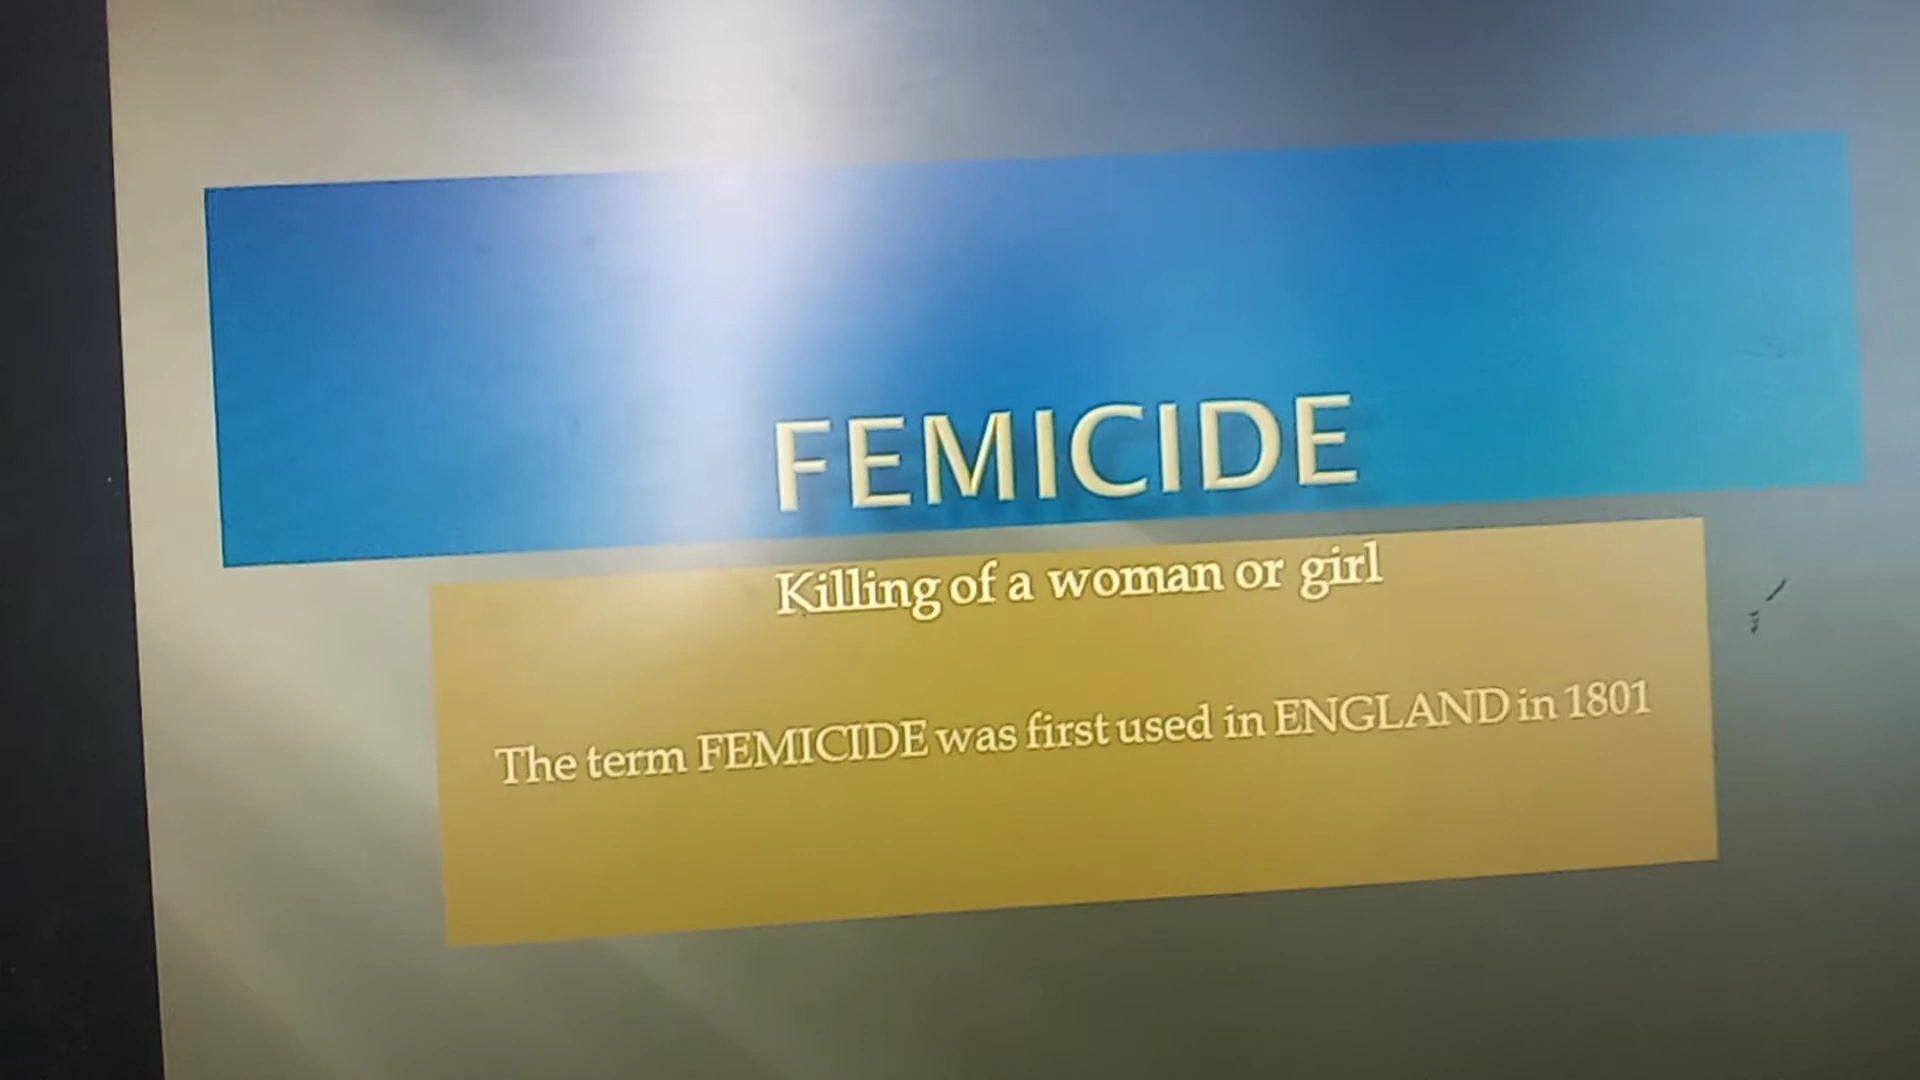 FEMICIDE
Killing of a woman or girl
The term FEMICIDE was first used in ENGLAND in 1801